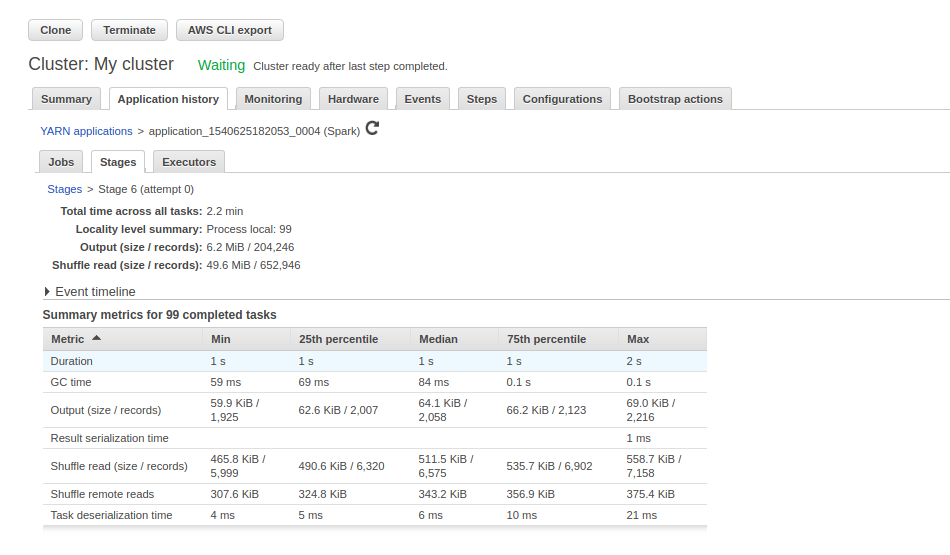 Clone Terminate AWS CLI export
Cluster: My cluster Waiting Cluster ready after last step completed.
Summary Application history Monitoring Hardware Events Steps Configurations Bootstrap actions
YARN applications > application_1540625182053_0004 (Spark)
Jobs Stages Executors
Stages > Stage 6 (attempt 0)
Total time across all tasks: 2.2 min
Locality level summary: Process local: 99
Output (size / records): 6.2 MiB / 204,246
Shuffle read (size / records): 49.6 MiB / 652,946
Event timeline
Summary metrics for 99 completed tasks
Metric Min 25th percentile Median 75th percentile Max
Duration 1 s 1 s 1 s 1 s 2 s
GC time 59 ms 69 ms 84 ms 0.1 s 0.1 s
Output (size / records) 59.9 KiB / 1,925 62.6 KiB / 2,007 64.1 KiB / 2,058 66.2 KiB / 2,123 69.0 KiB / 2,216
Result serialization time 1 ms
Shuffle read (size / records) 465.8 KiB / 5,999 490.6 KiB / 6,320 511.5 KiB / 6,575 535.7 KiB / 6,902 558.7 KiB / 7,158
Shuffle remote reads 307.6 KiB 324.8 KiB 343.2 KiB 356.9 KiB 375.4 KiB
Task deserialization time 4 ms 5 ms 6 ms 10 ms 21 ms